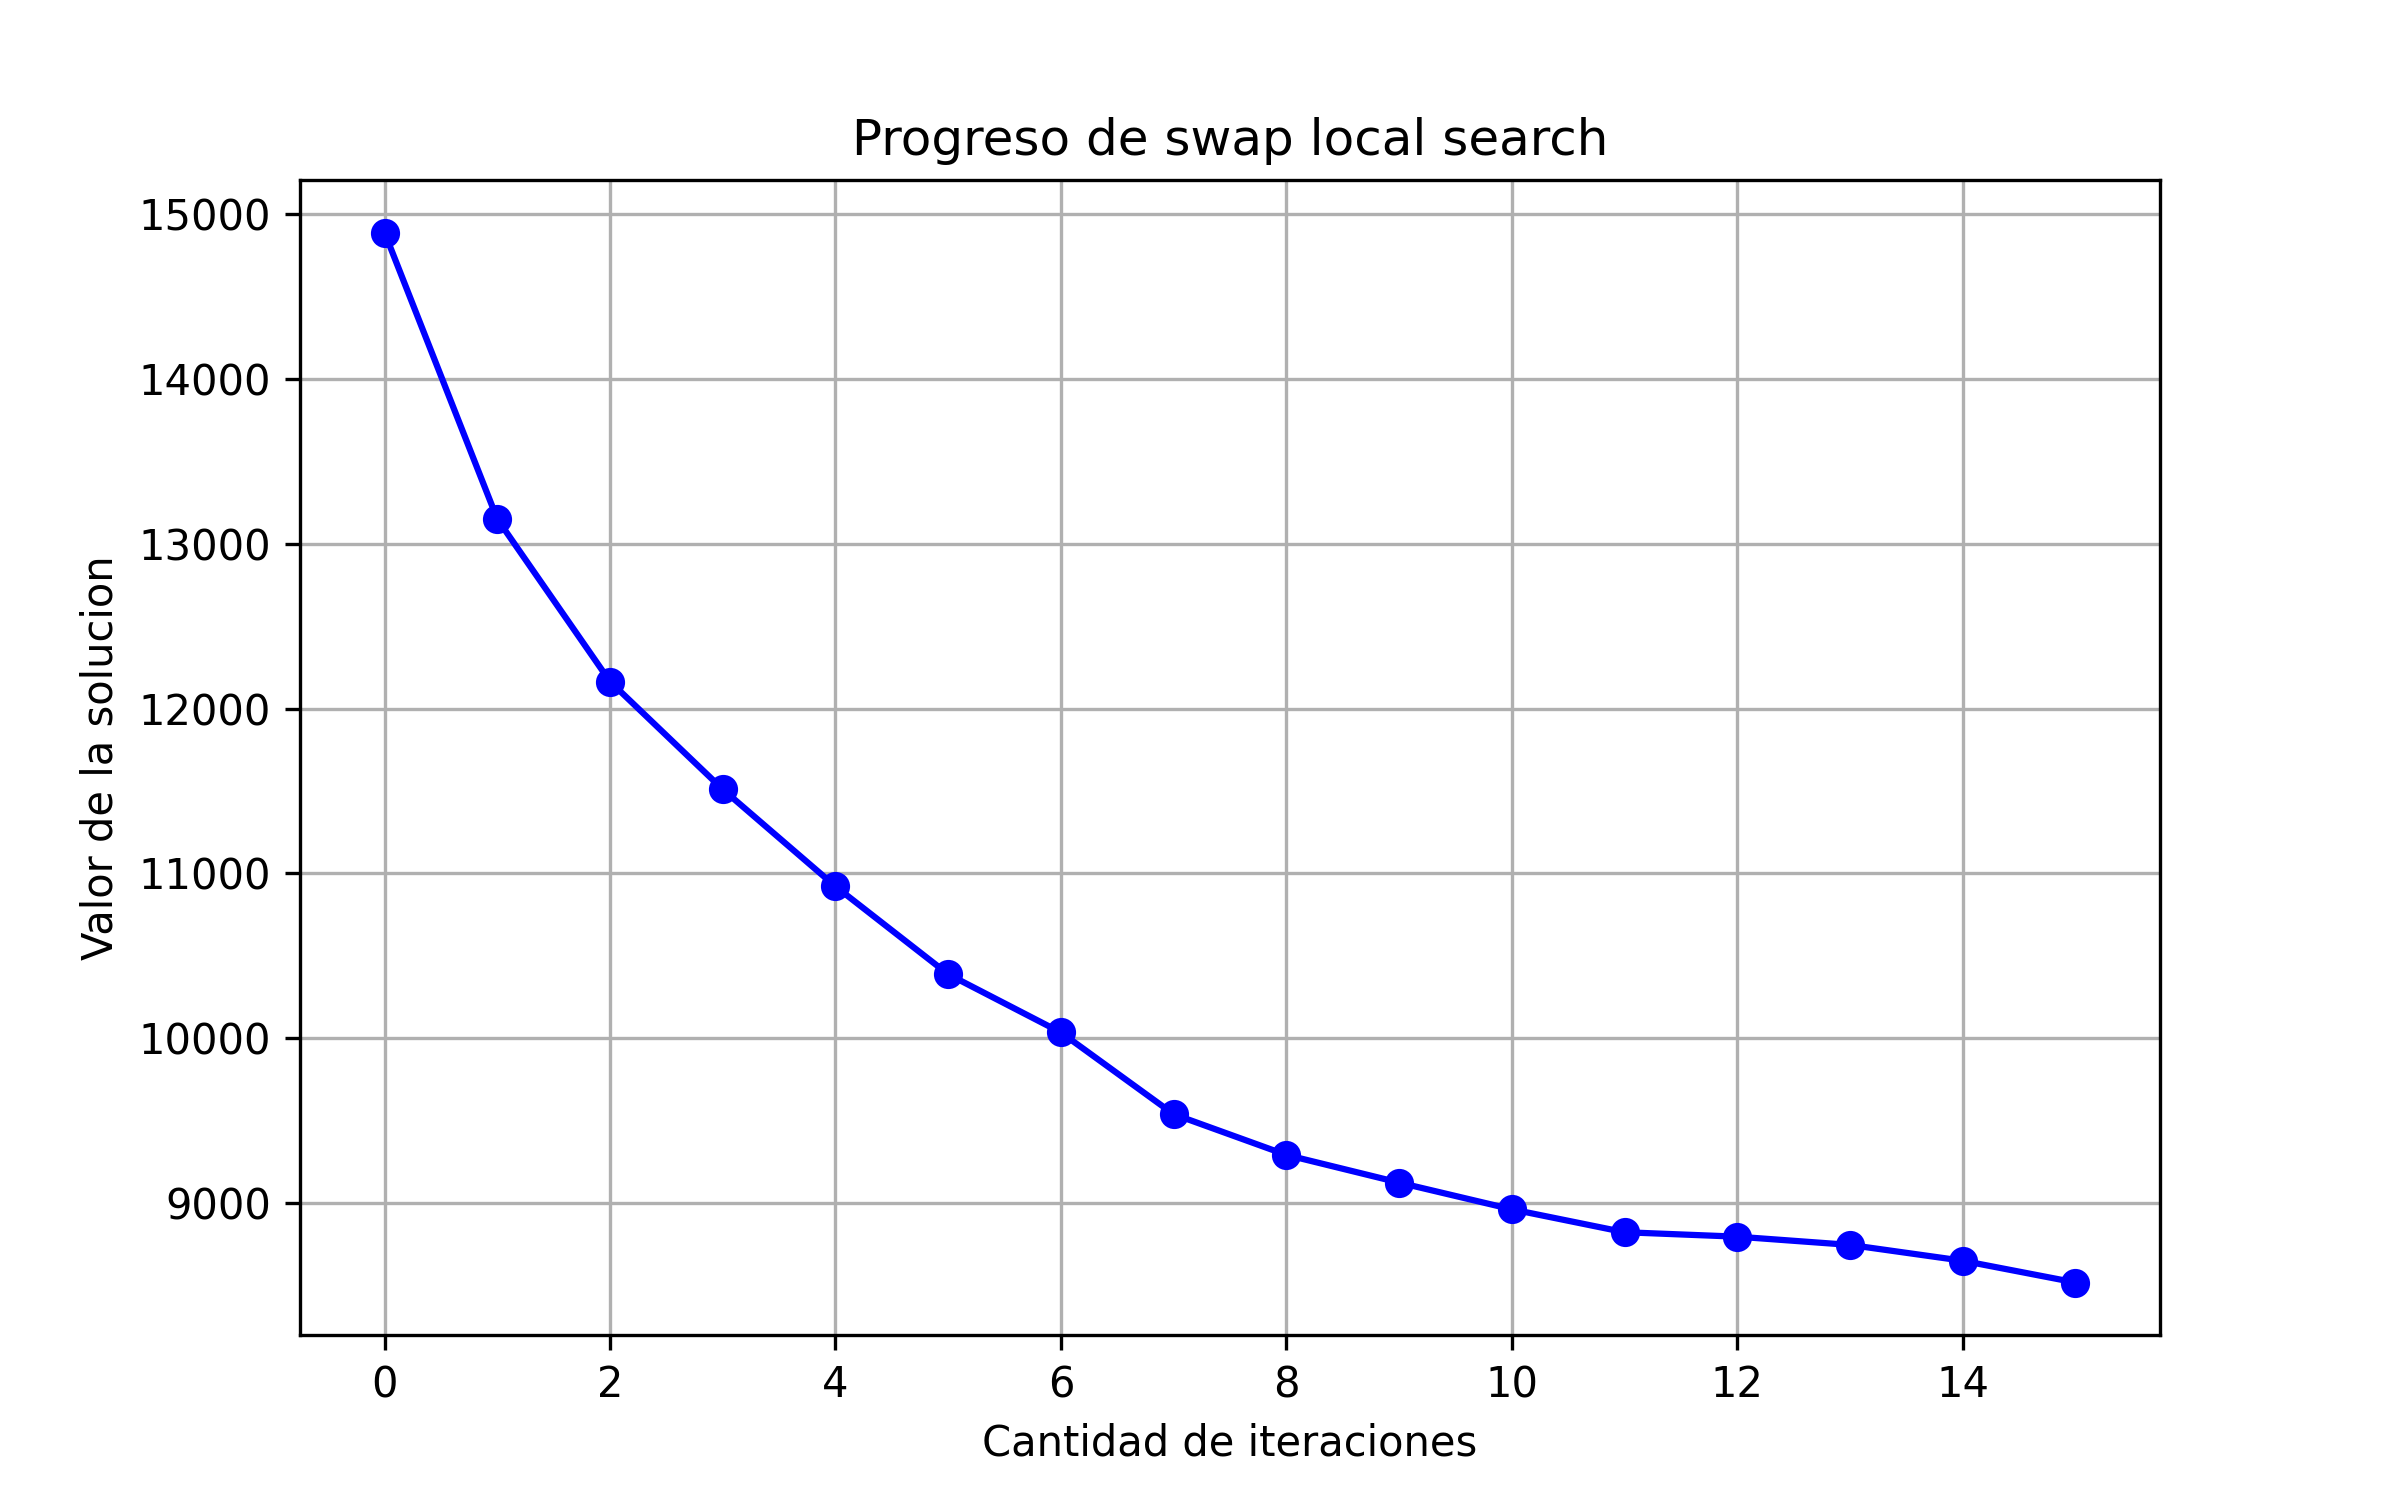 Progreso de swap local search
Valor de la solucion
15000
14000
13000
12000
11000
10000
9000
0 2 4 6 8 10 12 14
Cantidad de iteraciones